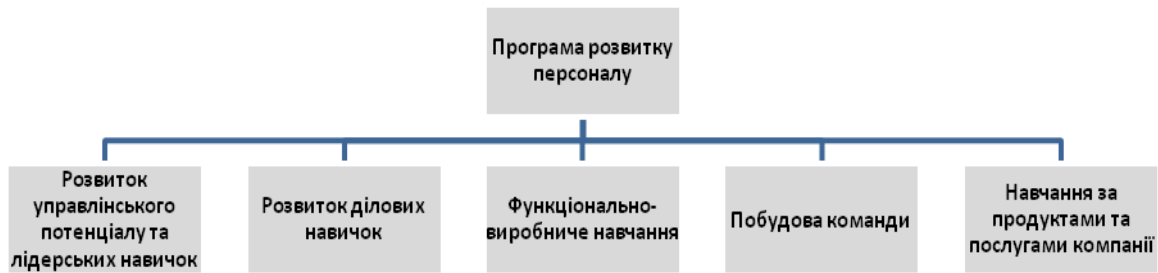 Програма розвитку
персоналу
Розвиток
управлінського
потенціалу та
лідерських навичок
Розвиток ділових
навичок
Функціонально-
виробниче навчання
Побудова команди
Навчання за
продуктами та
послугами компанії